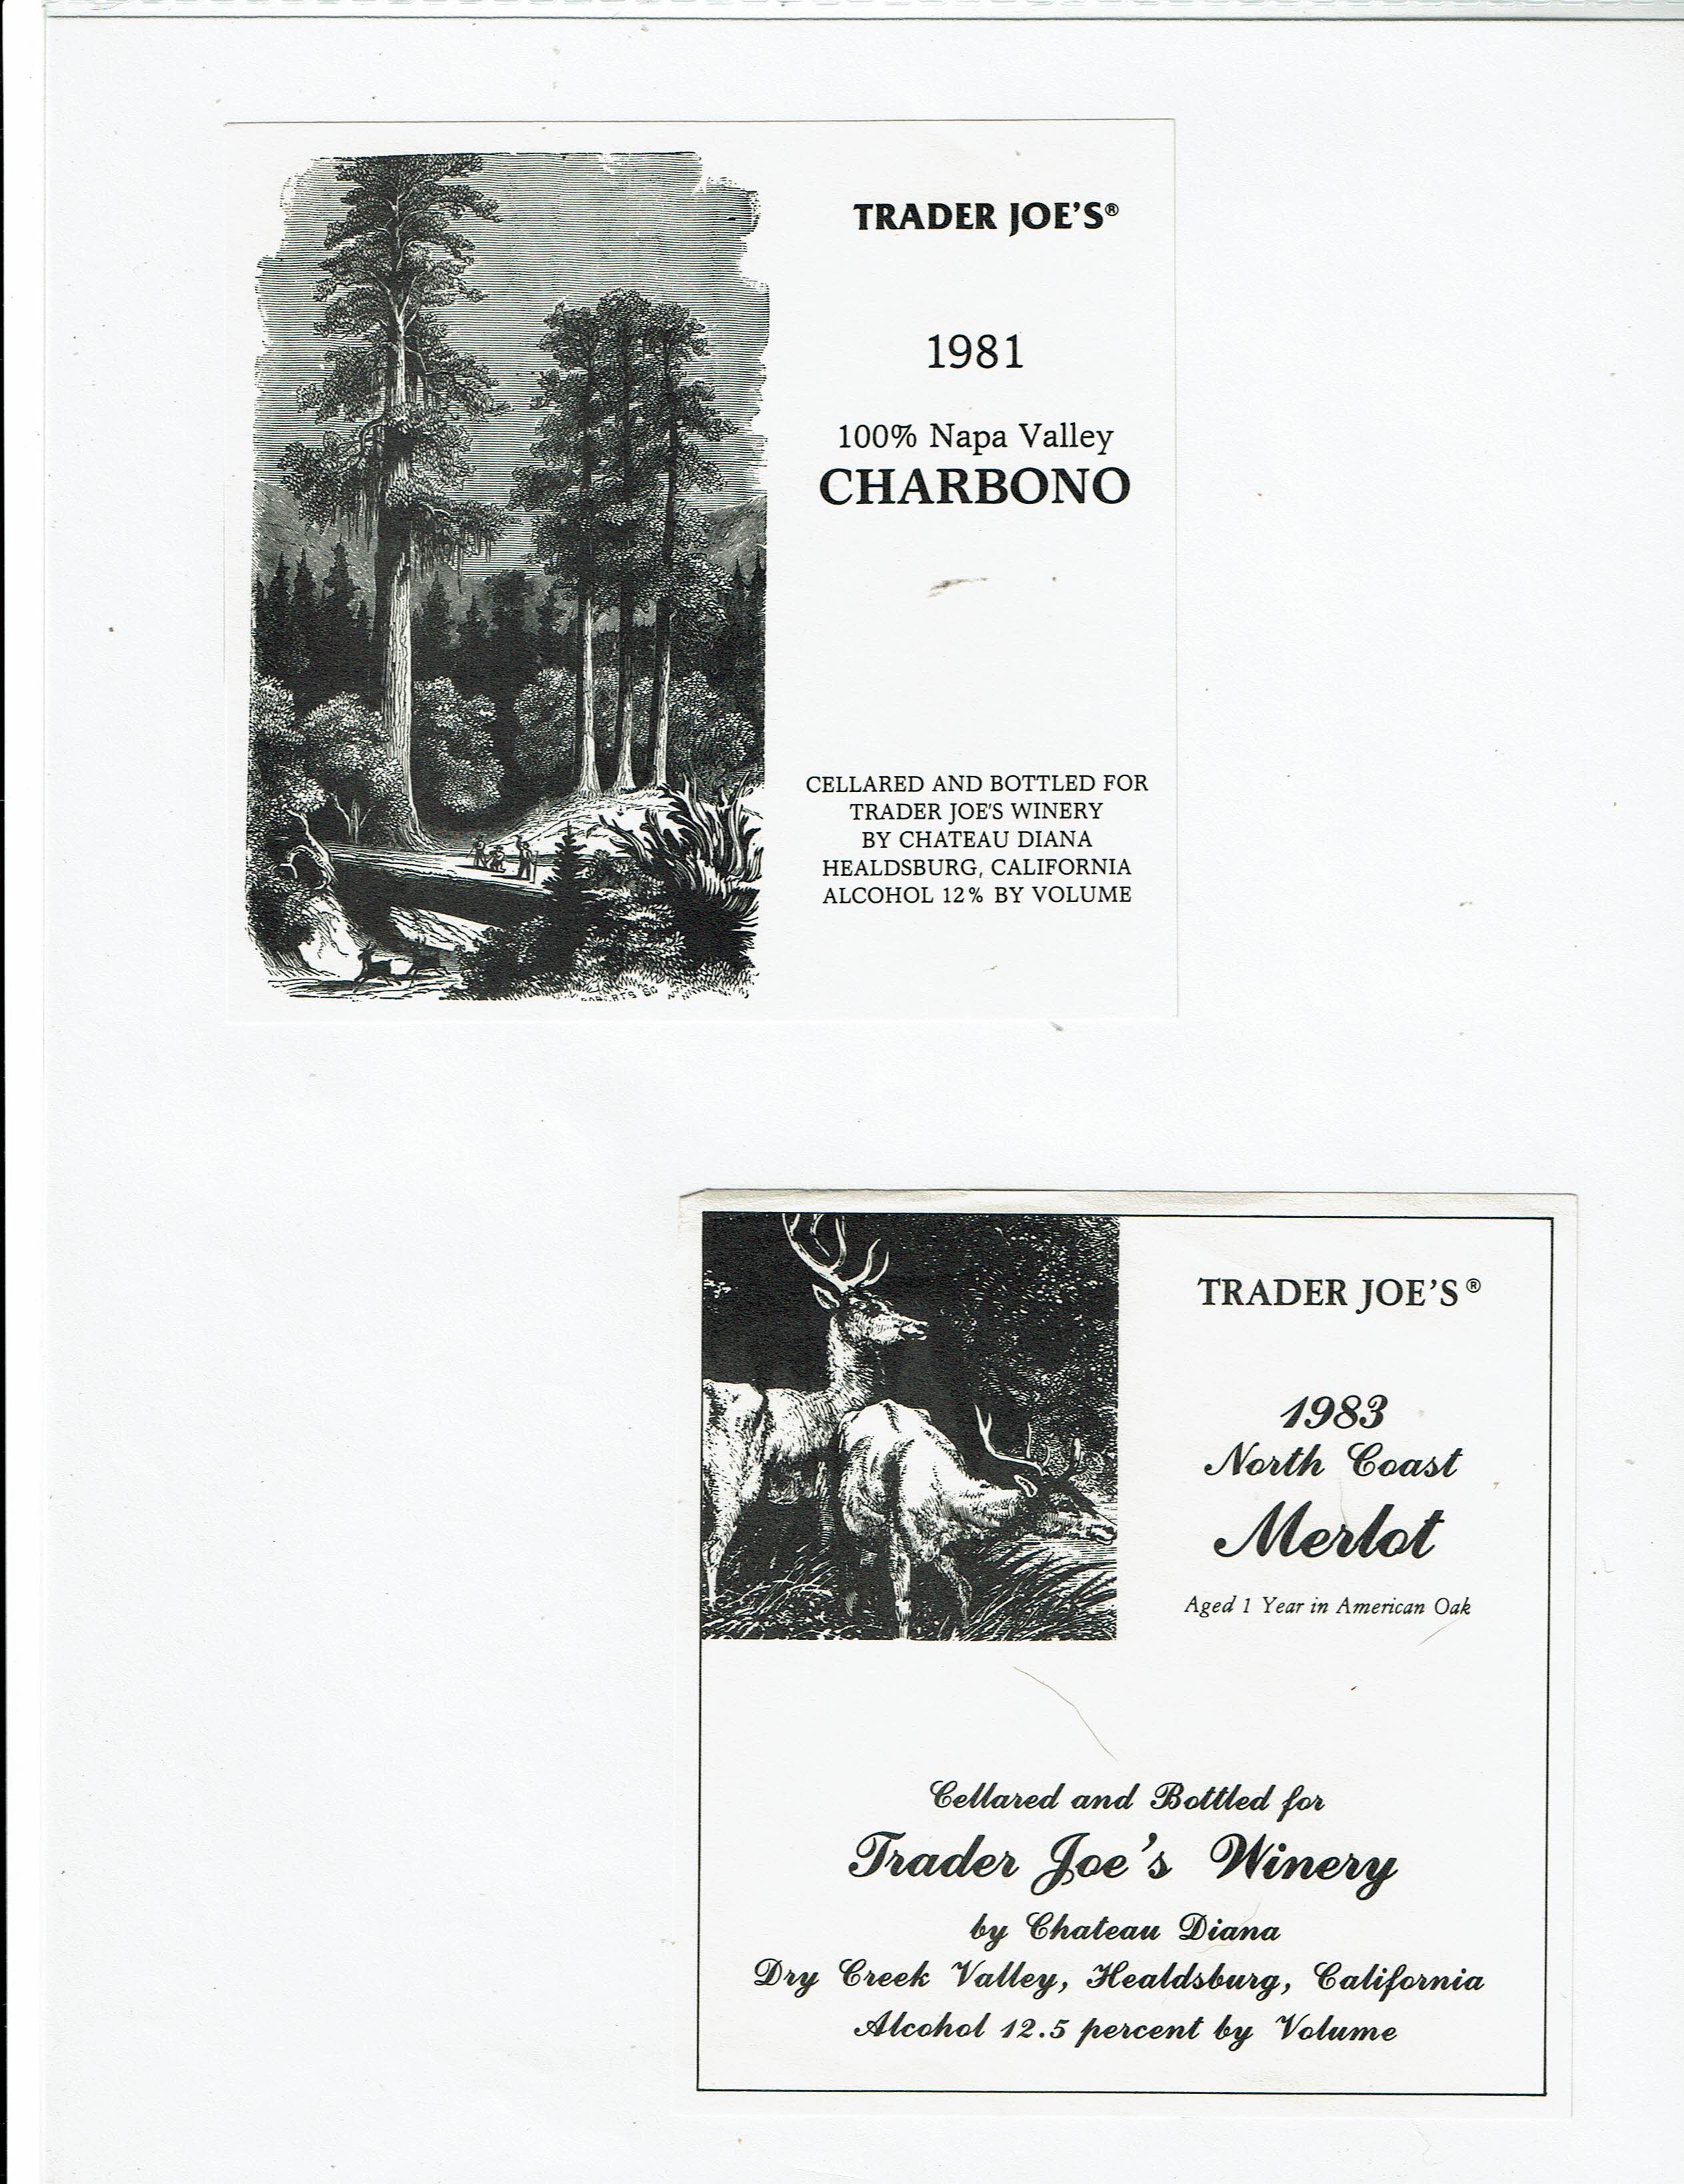 TRADER JOE'S®
1981
100% Napa Valley
CHARBONO
CELLARED AND BOTTLED FOR
TRADER JOE'S WINERY
BY CHATEAU DIANA
HEALDSBURG, CALIFORNIA
ALCOHOL 12% BY VOLUME
TRADER JOE'S®
1983
North Coast
Merlot
Aged 1 Year in American Oak
Cellared and Bottled for
Trader Joe's Winery
by Chateau Diana
Dry Creek Valley, Healdsburg, California
Alcohol 12.5 percent by Volume